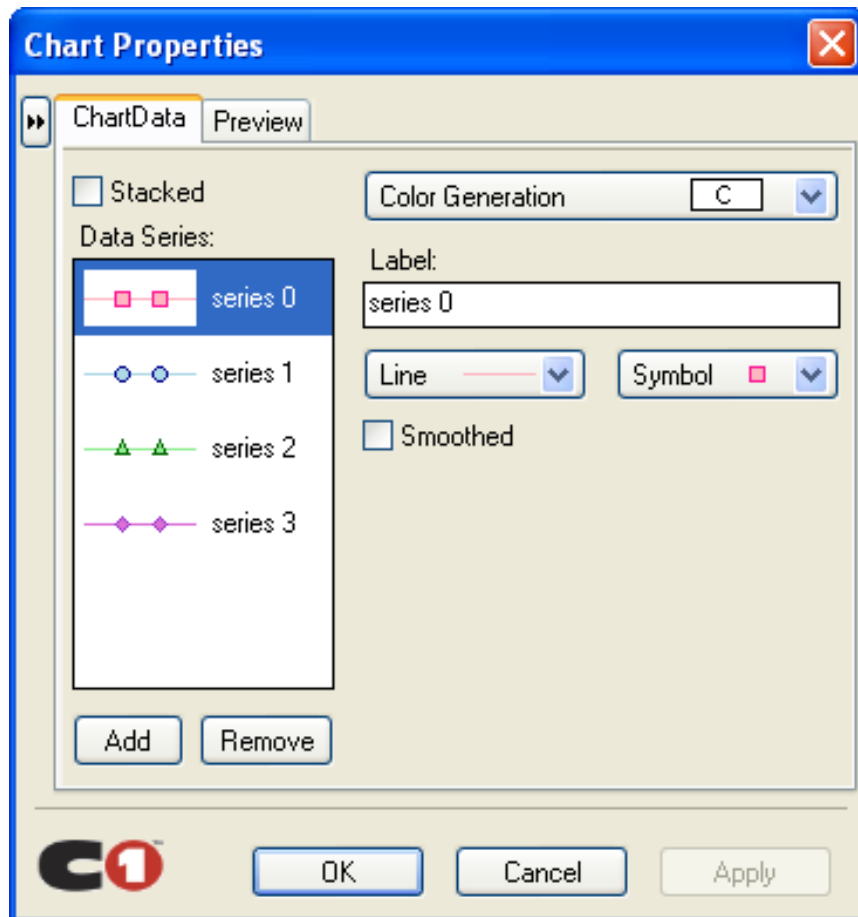 Chart Properties
ChartData
Preview
Stacked
Color Generation
C
Data Series:
Label:
series 0
series 0
series 1
Line
Symbol
Smoothed
series 2
series 3
Add
Remove
C1™
OK
Cancel
Apply